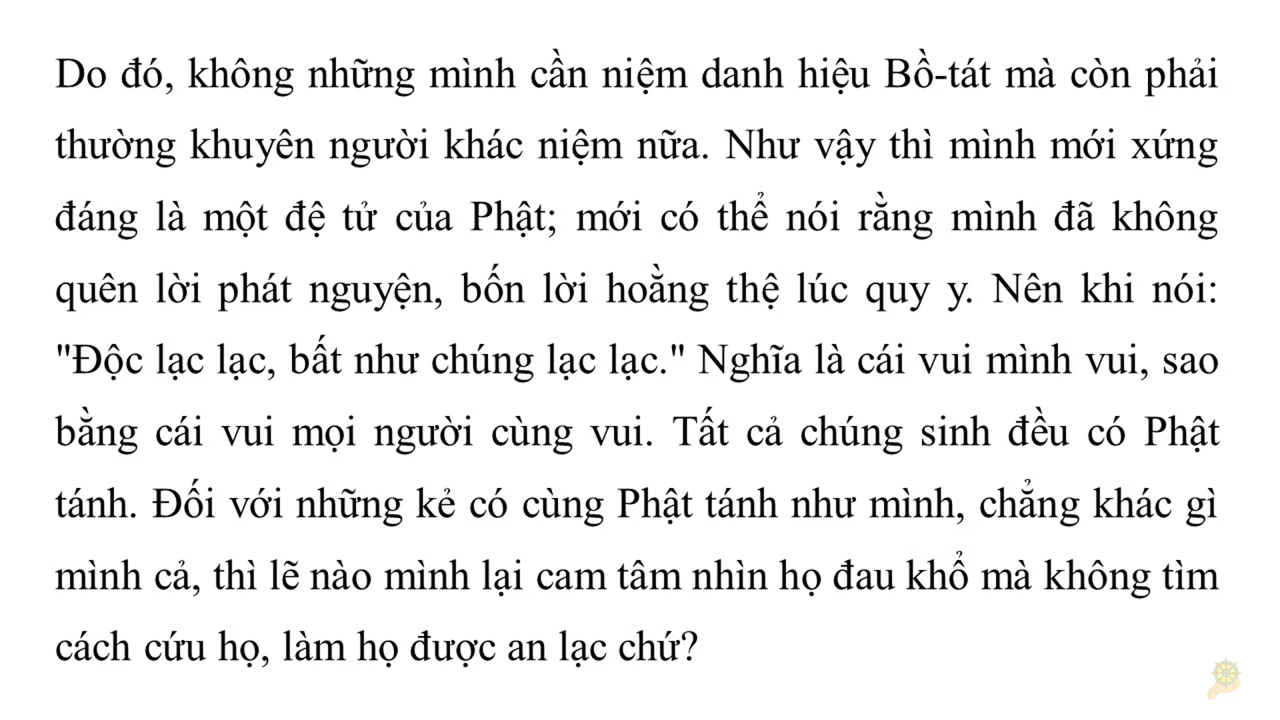 Do đó, không những mình cần niệm danh hiệu Bồ-tát mà còn phải
thường khuyên người khác niệm nữa. Như vậy thì mình mới xứng
đáng là một đệ tử của Phật; mới có thể nói rằng mình đã không
quên lời phát nguyện, bốn lời hoằng thệ lúc quy y. Nên khi nói:
"Độc lạc lạc, bất như chúng lạc lạc." Nghĩa là cái vui mình vui, sao
bằng cái vui mọi người cùng vui. Tất cả chúng sinh đều có Phật
tánh. Đối với những kẻ có cùng Phật tánh như mình, chẳng khác gì
mình cả, thì lẽ nào mình lại cam tâm nhìn họ đau khổ mà không tìm
cách cứu họ, làm họ được an lạc chứ?